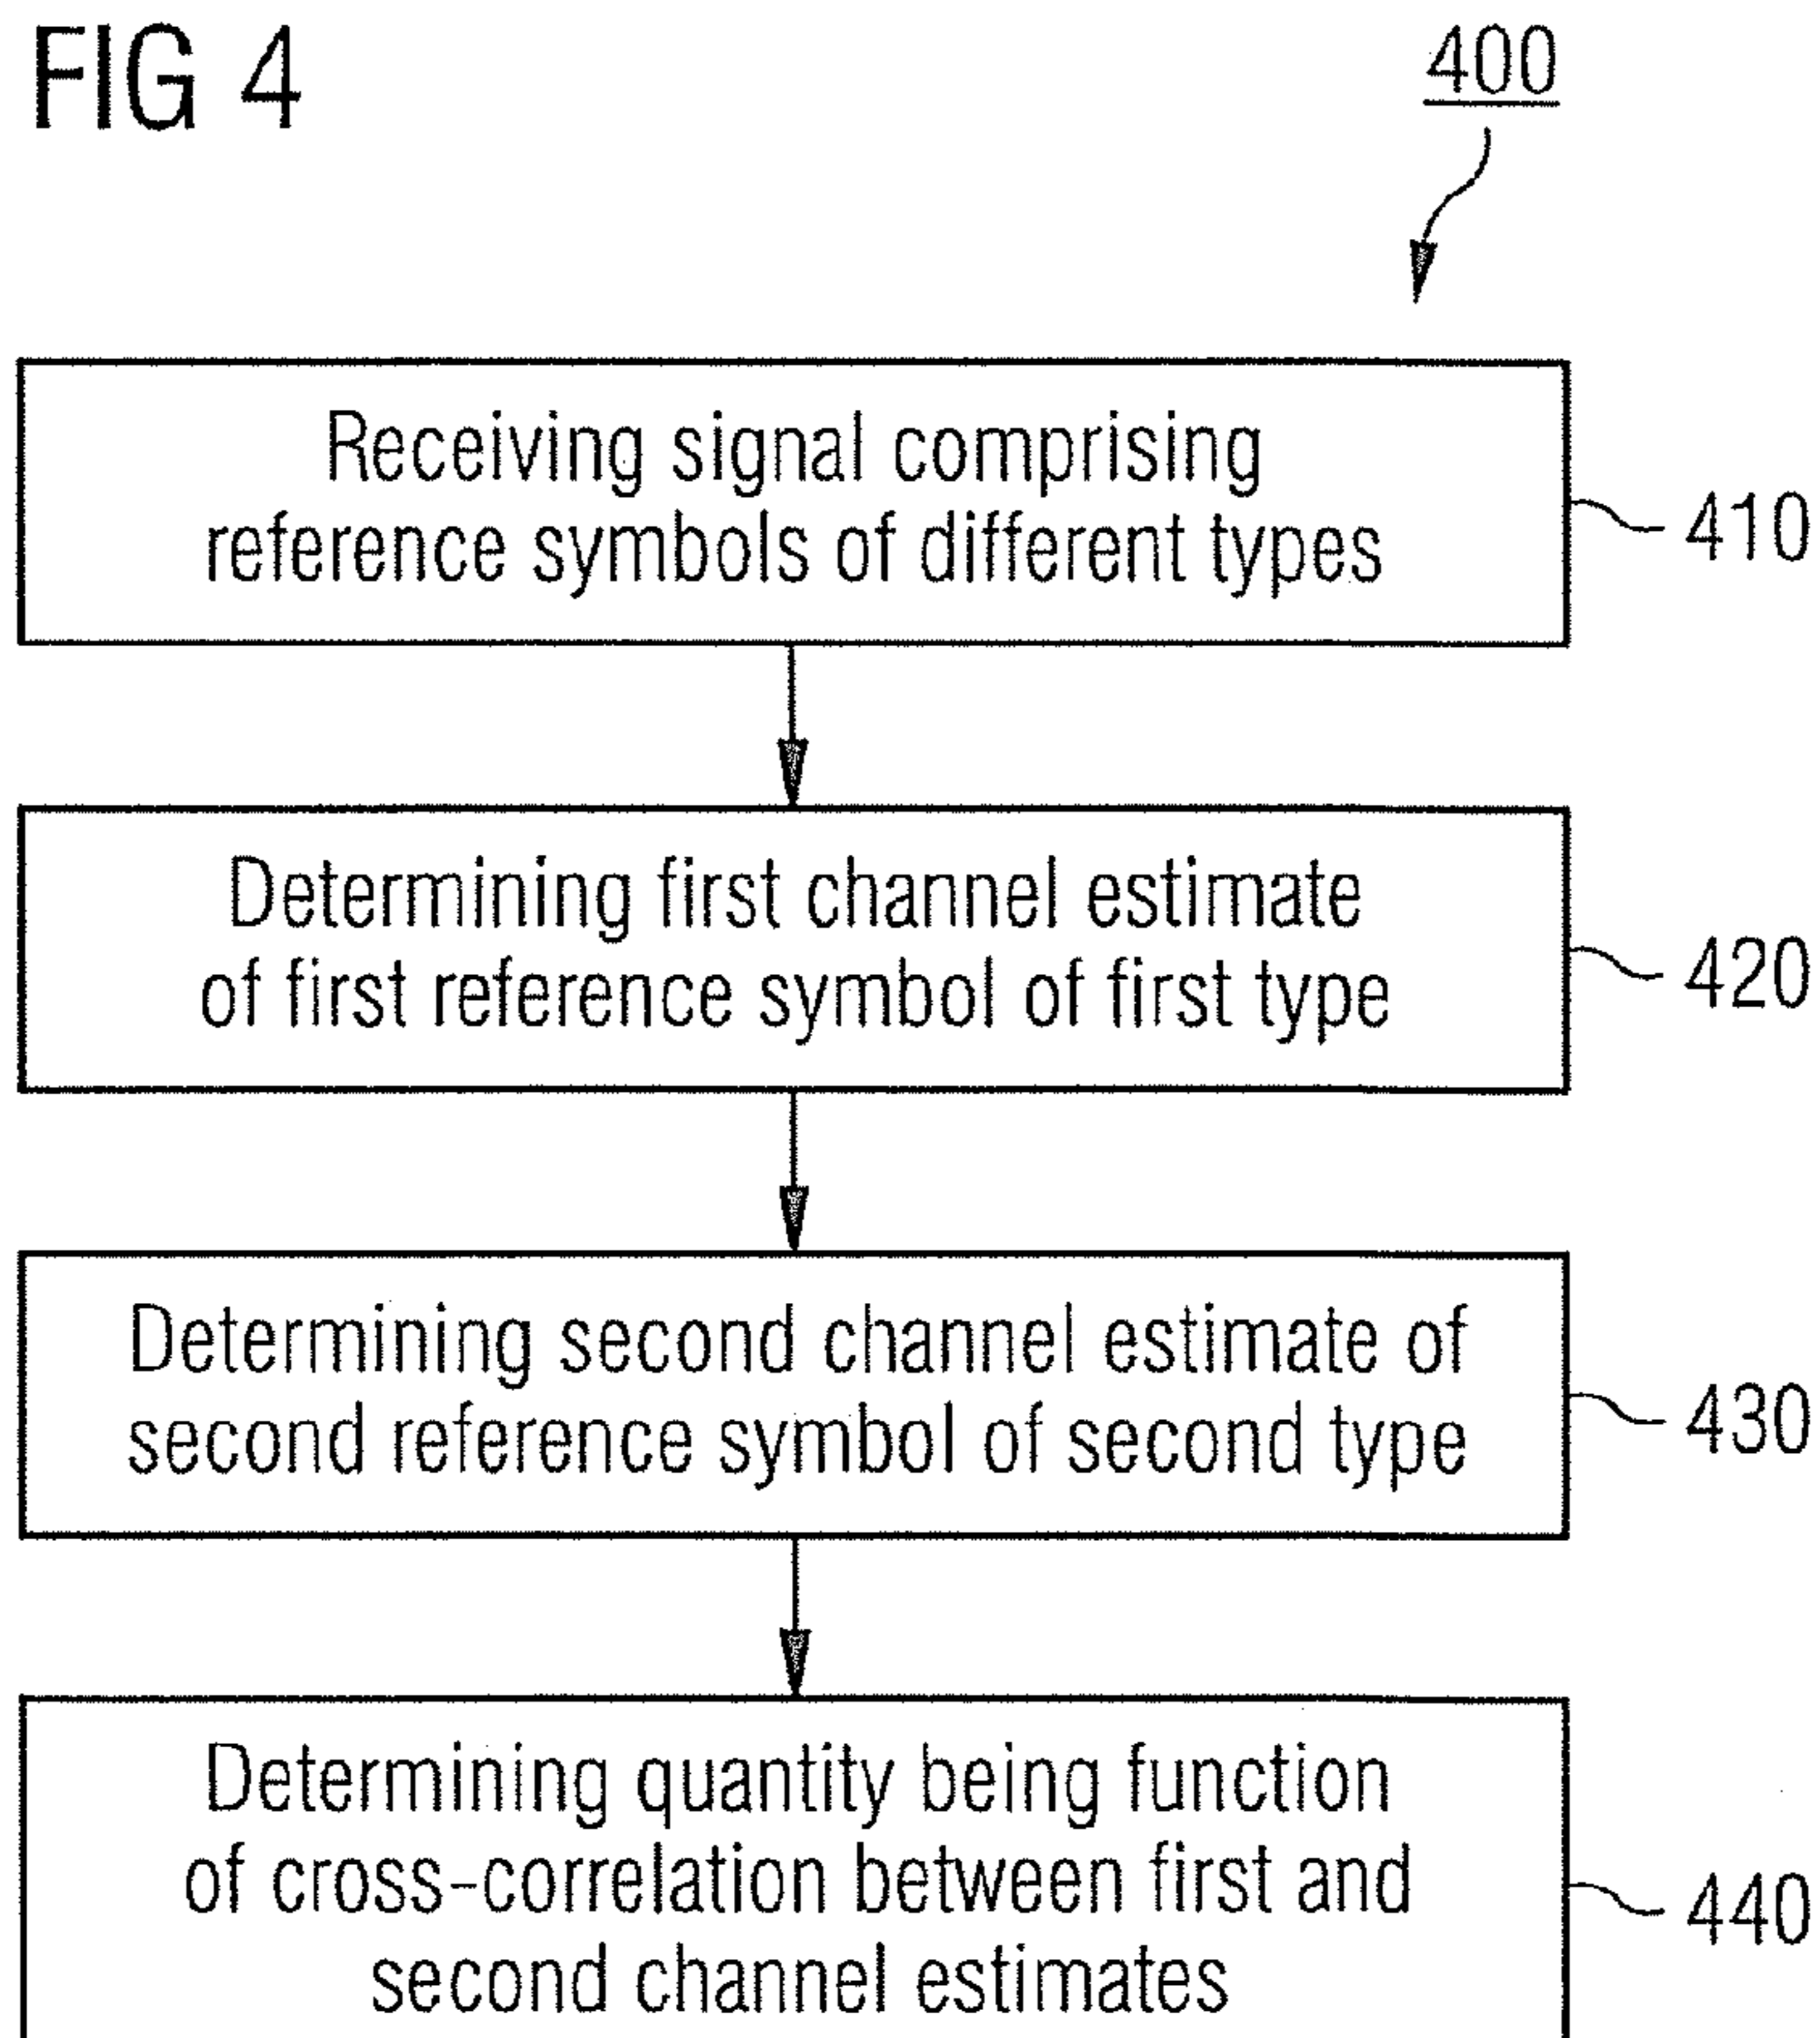 FIG 4
400
Receiving signal comprising
reference symbols of different types
410
Determining first channel estimate
of first reference symbol of first type
420
Determining second channel estimate of
second reference symbol of second type
430
Determining quantity being function
of cross-correlation between first and
second channel estimates
440